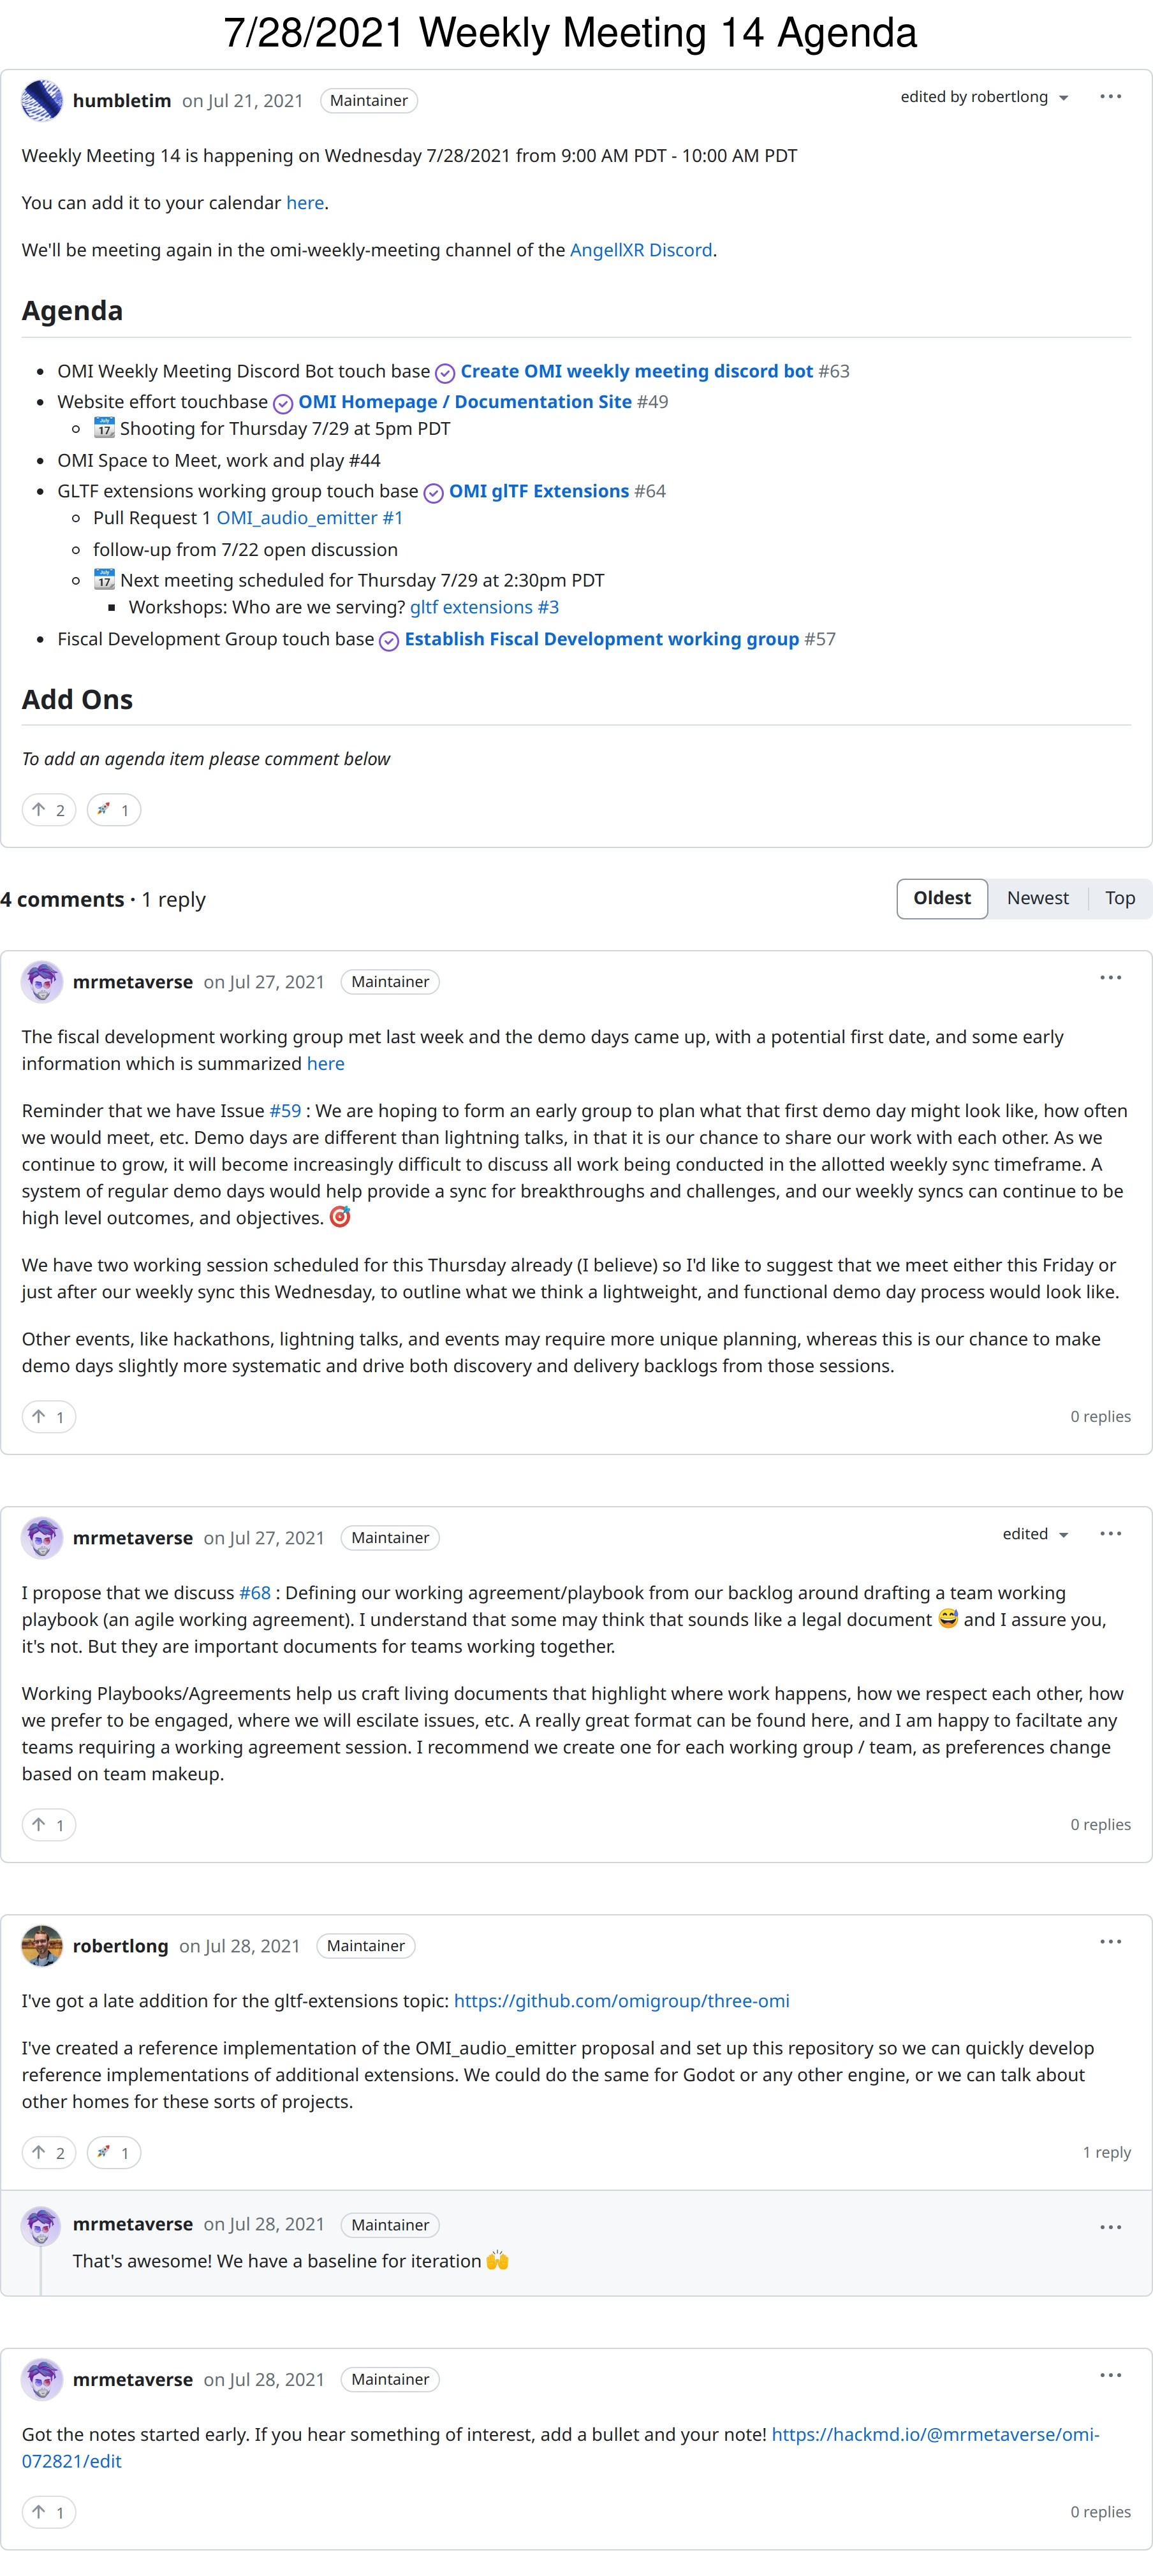 7/28/2021 Weekly Meeting 14 Agenda
humbletim on Jul 21, 2021 Maintainer edited by robertlong
Weekly Meeting 14 is happening on Wednesday 7/28/2021 from 9:00 AM PDT - 10:00 AM PDT
You can add it to your calendar here.
We'll be meeting again in the omi-weekly-meeting channel of the AngellXR Discord.
Agenda
OMI Weekly Meeting Discord Bot touch base Create OMI weekly meeting discord bot #63
Website effort touchbase OMI Homepage / Documentation Site #49
📅 Shooting for Thursday 7/29 at 5pm PDT
OMI Space to Meet, work and play #44
GLTF extensions working group touch base OMI glTF Extensions #64
Pull Request 1 OMI_audio_emitter #1
follow-up from 7/22 open discussion
📅 Next meeting scheduled for Thursday 7/29 at 2:30pm PDT
Workshops: Who are we serving? gltf extensions #3
Fiscal Development Group touch base Establish Fiscal Development working group #57
Add Ons
To add an agenda item please comment below
↑ 2 🚀 1
4 comments · 1 reply Oldest Newest Top
mrmetaverse on Jul 27, 2021 Maintainer
The fiscal development working group met last week and the demo days came up, with a potential first date, and some early
information which is summarized here
Reminder that we have Issue #59 : We are hoping to form an early group to plan what that first demo day might look like, how often
we would meet, etc. Demo days are different than lightning talks, in that it is our chance to share our work with each other. As we
continue to grow, it will become increasingly difficult to discuss all work being conducted in the allotted weekly sync timeframe. A
system of regular demo days would help provide a sync for breakthroughs and challenges, and our weekly syncs can continue to be
high level outcomes, and objectives. 🎯
We have two working session scheduled for this Thursday already (I believe) so I'd like to suggest that we meet either this Friday or
just after our weekly sync this Wednesday, to outline what we think a lightweight, and functional demo day process would look like.
Other events, like hackathons, lightning talks, and events may require more unique planning, whereas this is our chance to make
demo days slightly more systematic and drive both discovery and delivery backlogs from those sessions.
↑ 1 0 replies
mrmetaverse on Jul 27, 2021 Maintainer edited
I propose that we discuss #68 : Defining our working agreement/playbook from our backlog around drafting a team working
playbook (an agile working agreement). I understand that some may think that sounds like a legal document 😅 and I assure you,
it's not. But they are important documents for teams working together.
Working Playbooks/Agreements help us craft living documents that highlight where work happens, how we respect each other, how
we prefer to be engaged, where we will escilate issues, etc. A really great format can be found here, and I am happy to faciltate any
teams requiring a working agreement session. I recommend we create one for each working group / team, as preferences change
based on team makeup.
↑ 1 0 replies
robertlong on Jul 28, 2021 Maintainer
I've got a late addition for the gltf-extensions topic: https://github.com/omigroup/three-omi
I've created a reference implementation of the OMI_audio_emitter proposal and set up this repository so we can quickly develop
reference implementations of additional extensions. We could do the same for Godot or any other engine, or we can talk about
other homes for these sorts of projects.
↑ 2 🚀 1 1 reply
mrmetaverse on Jul 28, 2021 Maintainer
That's awesome! We have a baseline for iteration 🙌
mrmetaverse on Jul 28, 2021 Maintainer
Got the notes started early. If you hear something of interest, add a bullet and your note! https://hackmd.io/@mrmetaverse/omi-
072821/edit
↑ 1 0 replies